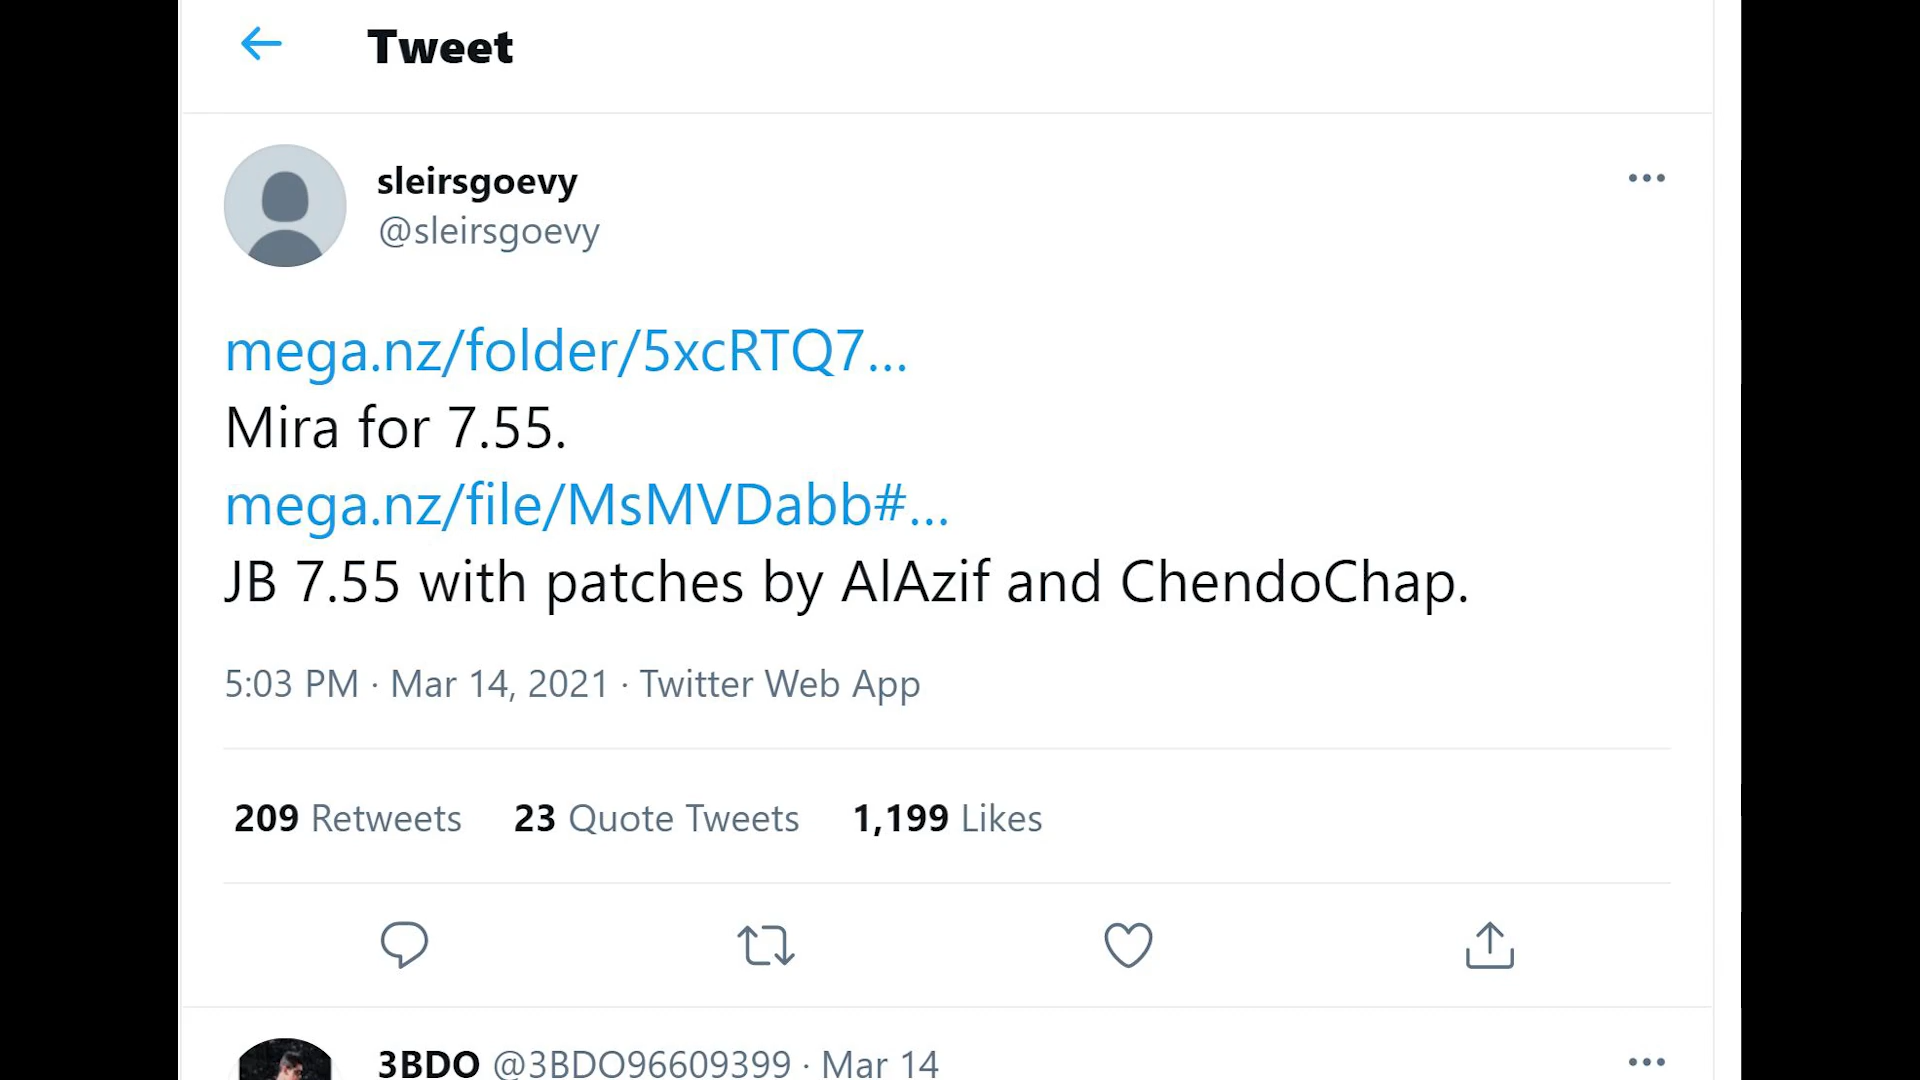 Tweet
sleirsgoevy
@sleirsgoevy
mega.nz/folder/5xcRTQ7...
Mira for 7.55.
mega.nz/file/MsMVDabb#...
JB 7.55 with patches by AlAzif and ChendoChap.
5:03 PM · Mar 14, 2021 · Twitter Web App
209 Retweets 23 Quote Tweets 1,199 Likes
3BDO @3BDO96609399 · Mar 14